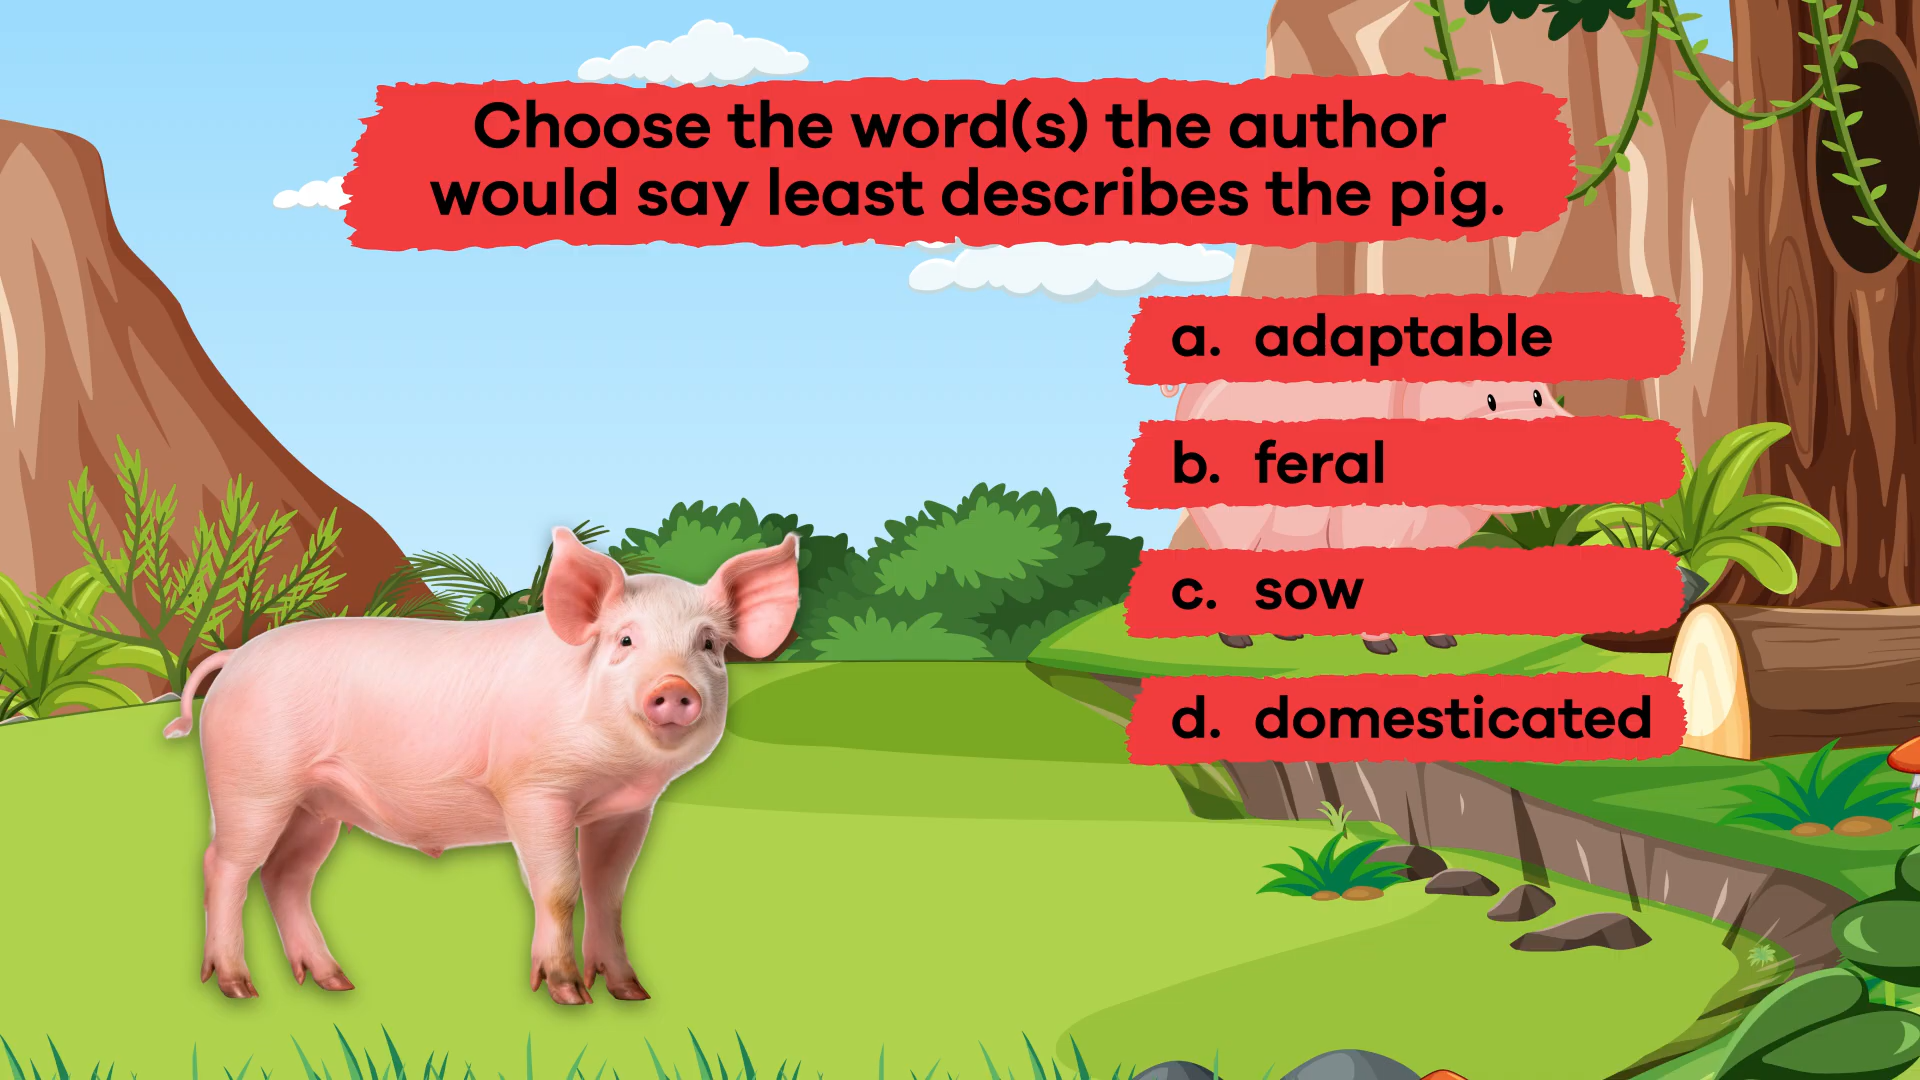 Choose the word(s) the author
would say least describes the pig.
a. adaptable
b. feral
c. sow
d. domesticated